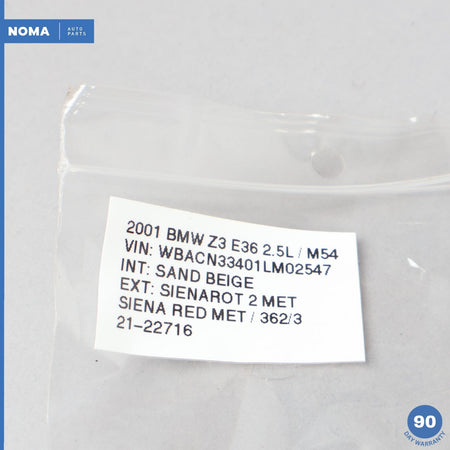 NOMA AUTO
PARTS
2001 BMW Z3 E36 2.5L / M54
VIN: WBACN33401LM02547
INT: SAND BEIGE
EXT: SIENAROT 2 MET
SIENA RED MET / 362/3
21-22716
90
DAY WARRANTY